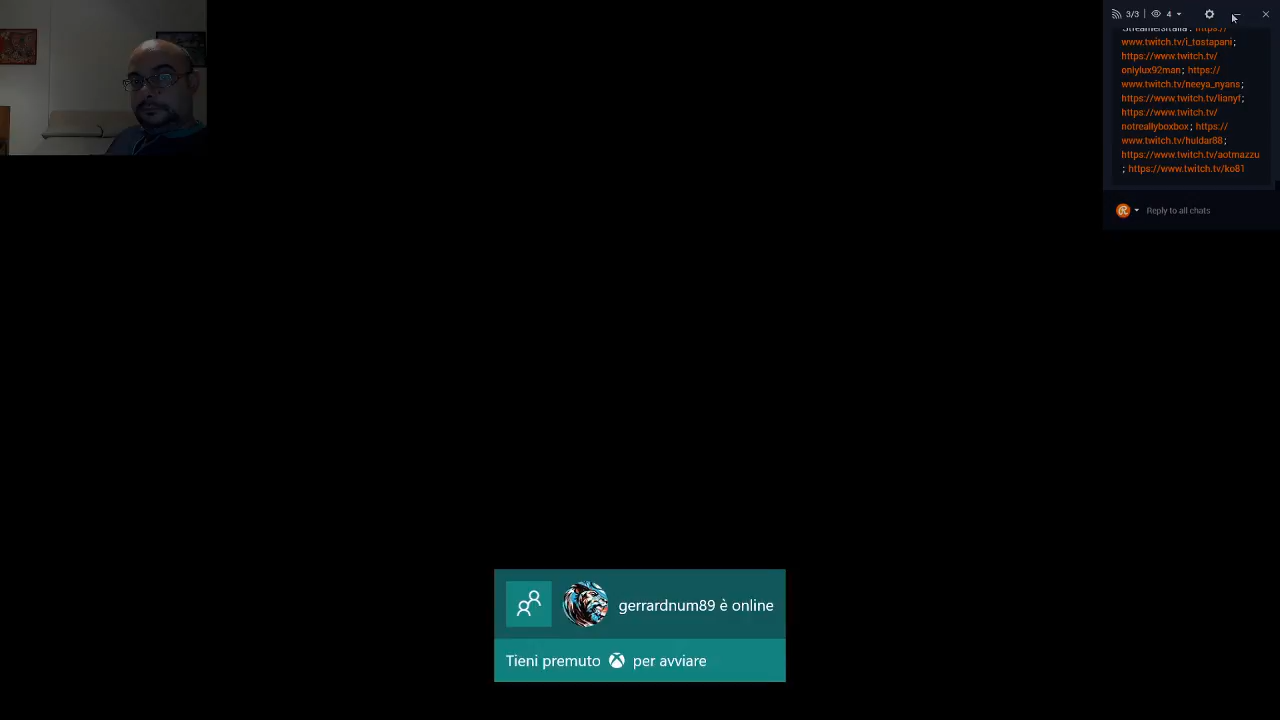 3/3
4
StreamersItalia : https://
www.twitch.tv/i_tostapani;
https://www.twitch.tv/
onlylux92man; https://
www.twitch.tv/neeya_nyans;
https://www.twitch.tv/lianyf;
https://www.twitch.tv/
notreallyboxbox; https://
www.twitch.tv/huldar88;
https://www.twitch.tv/aotmazzu
; https://www.twitch.tv/ko81
Reply to all chats
gerrardnum89 è online
Tieni premuto per avviare